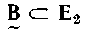 B̰ ⊂ E₂